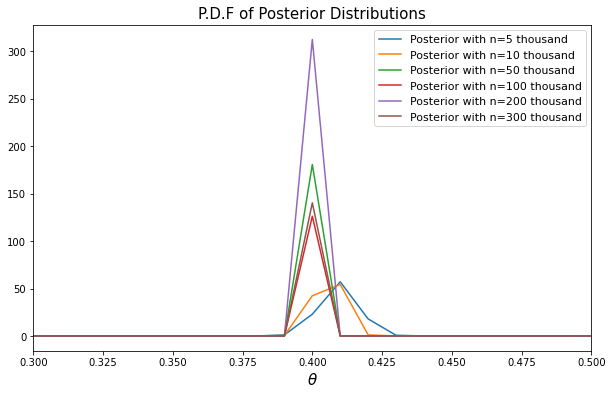 P.D.F of Posterior Distributions
Posterior with n=5 thousand
Posterior with n=10 thousand
Posterior with n=50 thousand
Posterior with n=100 thousand
Posterior with n=200 thousand
Posterior with n=300 thousand
300
250
200
150
100
50
0
0.300 0.325 0.350 0.375 0.400 0.425 0.450 0.475 0.500
θ